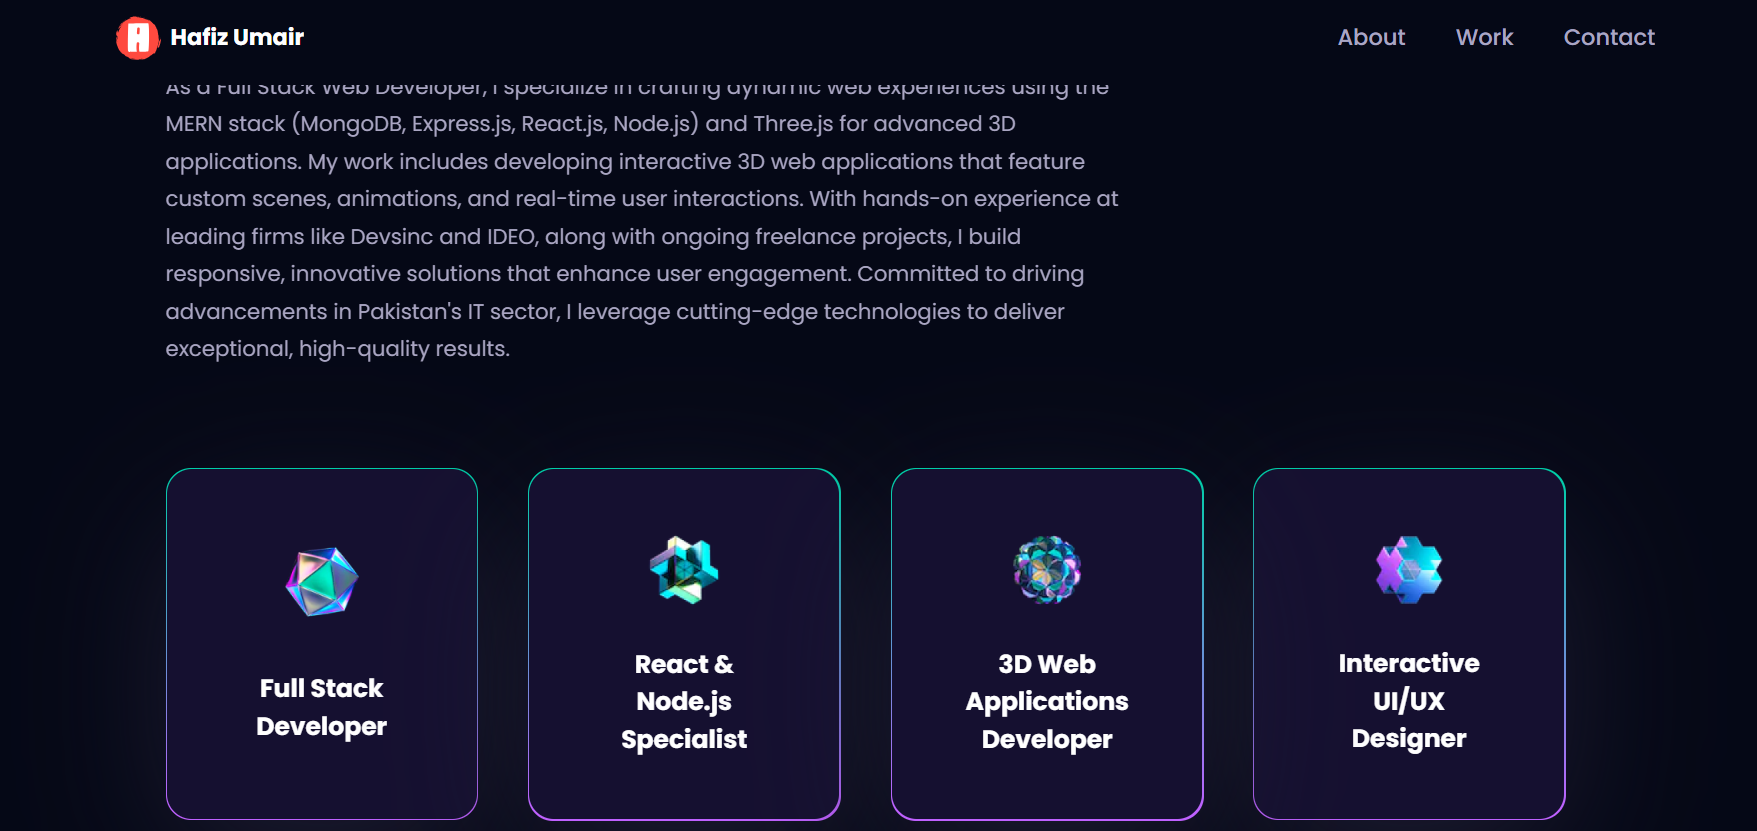 Hafiz Umair
About
Work
Contact
As a Full Stack Web Developer, I specialize in crafting dynamic web experiences using the
MERN stack (MongoDB, Express.js, React.js, Node.js) and Three.js for advanced 3D
applications. My work includes developing interactive 3D web applications that feature
custom scenes, animations, and real-time user interactions. With hands-on experience at
leading firms like Devsinc and IDEO, along with ongoing freelance projects, I build
responsive, innovative solutions that enhance user engagement. Committed to driving
advancements in Pakistan's IT sector, I leverage cutting-edge technologies to deliver
exceptional, high-quality results.
Full Stack
Developer
React &
Node.js
Specialist
3D Web
Applications
Developer
Interactive
UI/UX
Designer